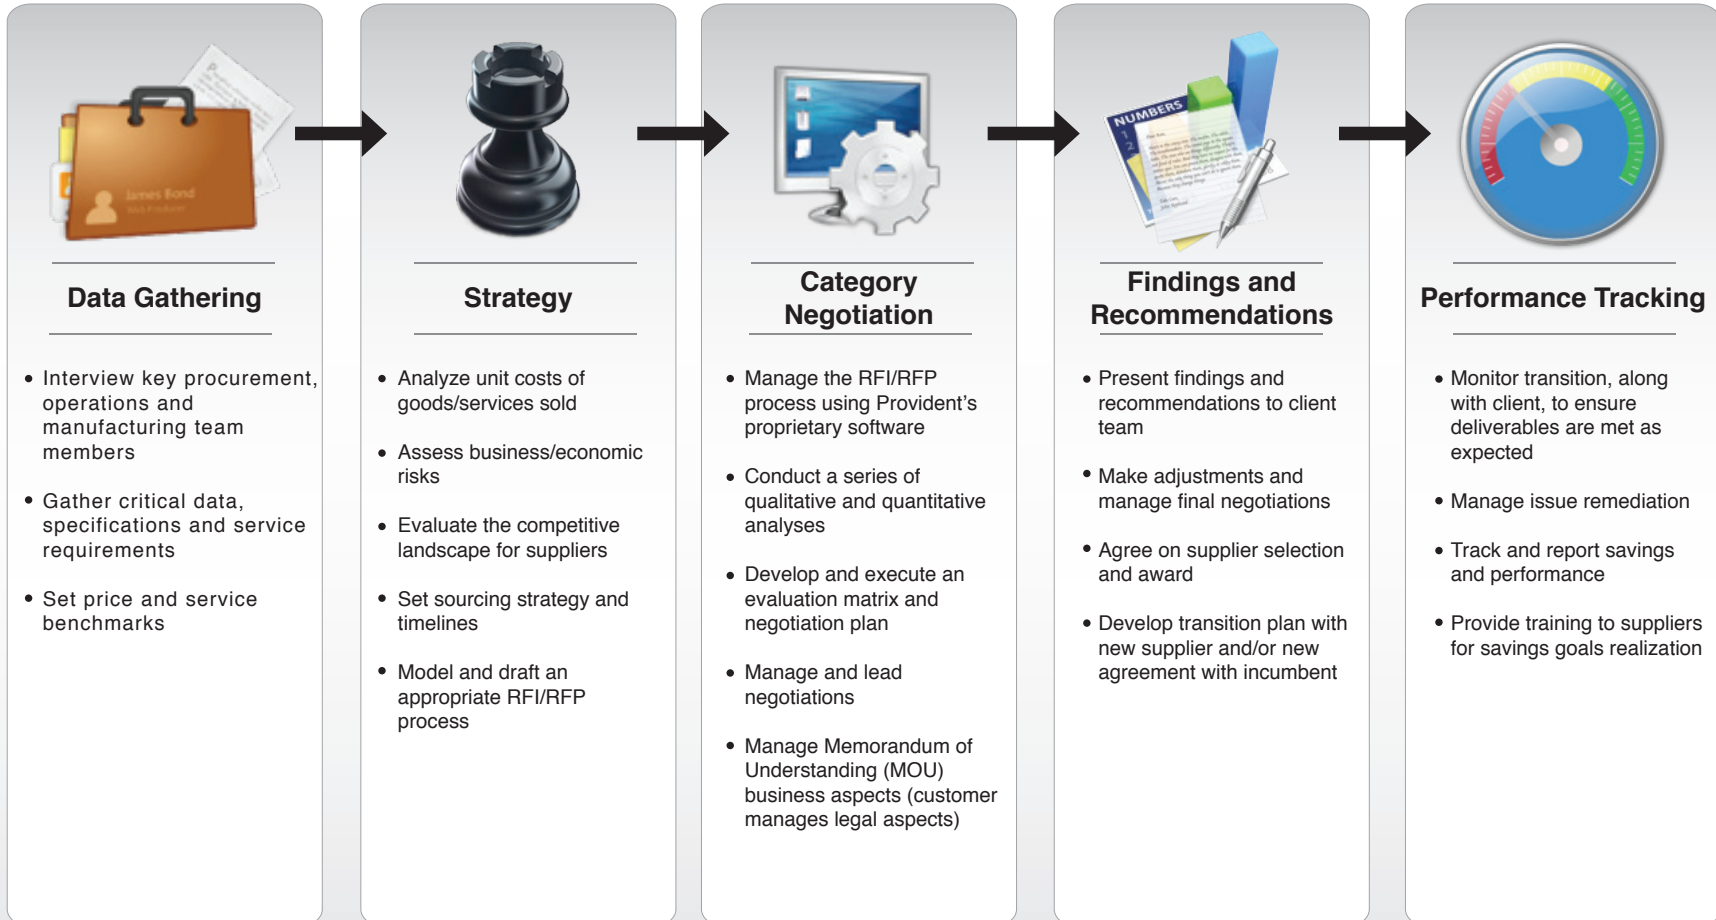 James Bond
NUMBERS
1
2
Data Gathering
Interview key procurement,
operations and
manufacturing team
members
Gather critical data,
specifications and service
requirements
Set price and service
benchmarks
Strategy
Analyze unit costs of
goods/services sold
Assess business/economic
risks
Evaluate the competitive
landscape for suppliers
Set sourcing strategy and
timelines
Model and draft an
appropriate RFI/RFP
process
Category
Negotiation
Manage the RFI/RFP
process using Provident’s
proprietary software
Conduct a series of
qualitative and quantitative
analyses
Develop and execute an
evaluation matrix and
negotiation plan
Manage and lead
negotiations
Manage Memorandum of
Understanding (MOU)
business aspects (customer
manages legal aspects)
Findings and
Recommendations
Present findings and
recommendations to client
team
Make adjustments and
manage final negotiations
Agree on supplier selection
and award
Develop transition plan with
new supplier and/or new
agreement with incumbent
Performance Tracking
Monitor transition, along
with client, to ensure
deliverables are met as
expected
Manage issue remediation
Track and report savings
and performance
Provide training to suppliers
for savings goals realization